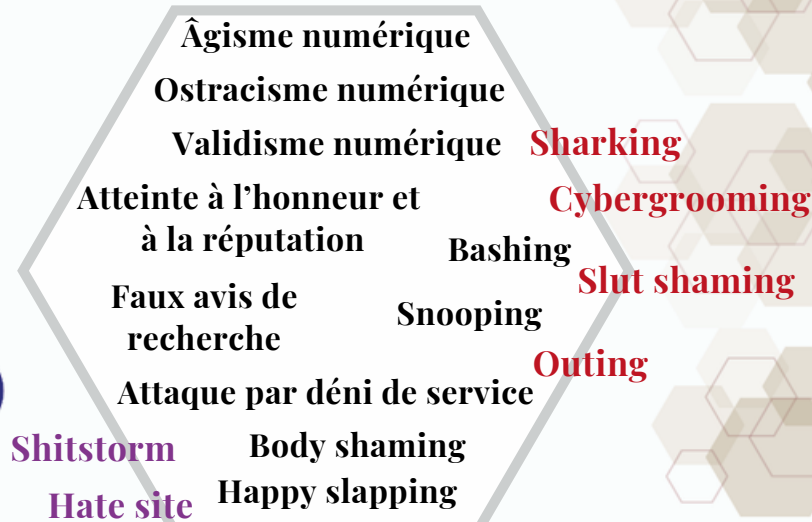 Âgisme numérique
Ostracisme numérique
Validisme numérique
Sharking
Atteinte à l’honneur et
à la réputation
Cybergrooming
Bashing
Slut shaming
Faux avis de
recherche
Snooping
Outing
Attaque par déni de service
Shitstorm
Body shaming
Hate site
Happy slapping